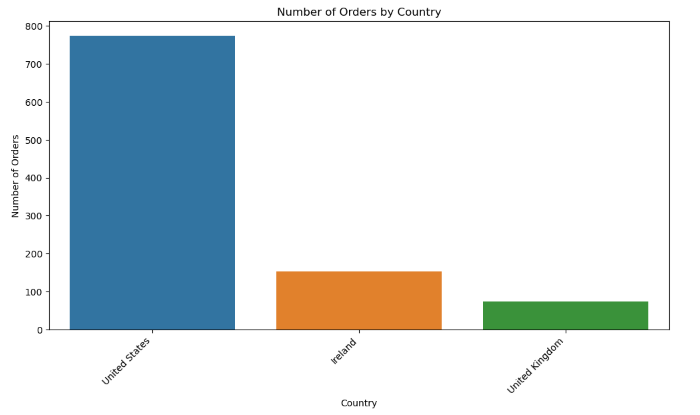 Number of Orders by Country
Number of Orders
800
700
600
500
400
300
200
100
0
United States
Ireland
United Kingdom
Country